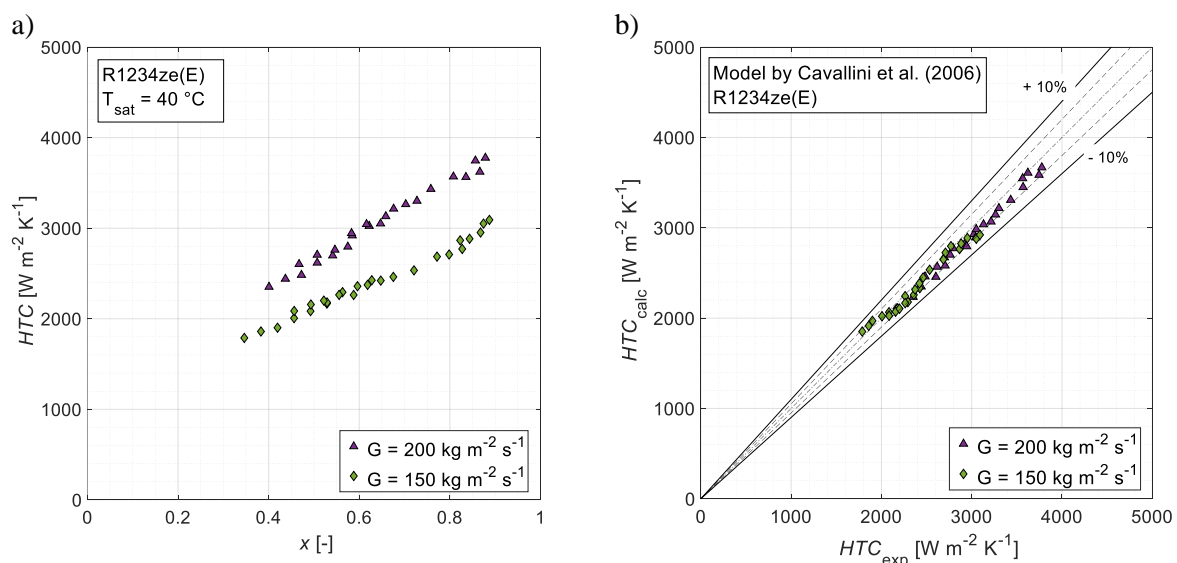 a)
5000
4000
3000
2000
1000
0
HTC [W m-2 K-1]
R1234ze(E)
Tsat = 40 °C
G = 200 kg m-2 s-1
G = 150 kg m-2 s-1
0 0.2 0.4 0.6 0.8 1
x [-]
b)
5000
4000
3000
2000
1000
0
HTCcalc [W m-2 K-1]
Model by Cavallini et al. (2006)
R1234ze(E)
+ 10%
- 10%
G = 200 kg m-2 s-1
G = 150 kg m-2 s-1
0 1000 2000 3000 4000 5000
HTCexp [W m-2 K-1]